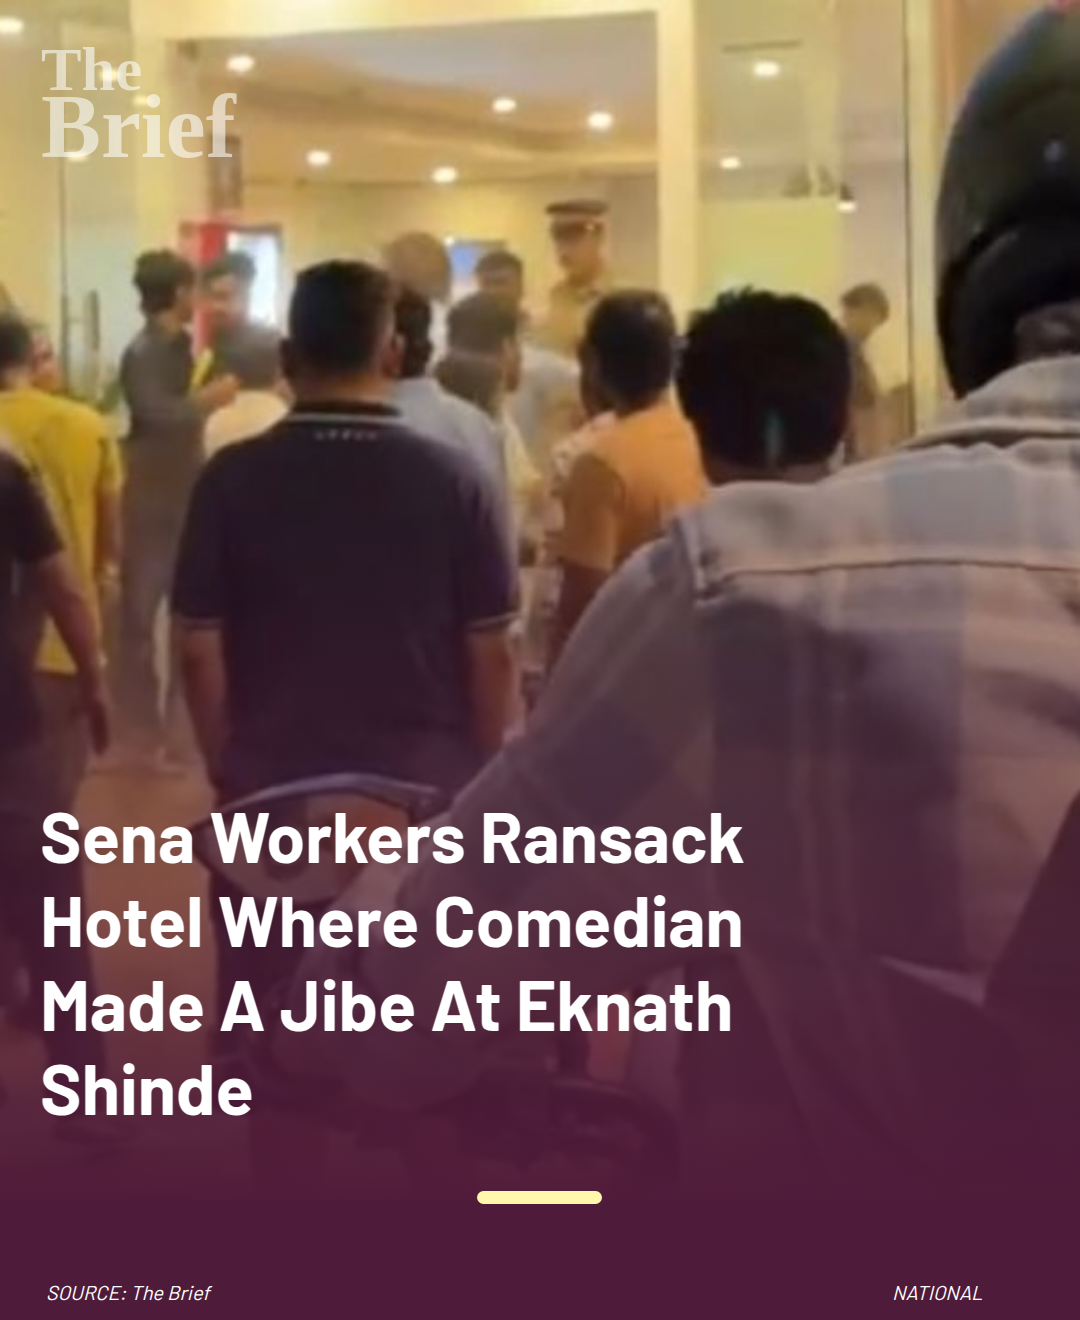 The
Brief
Sena Workers Ransack
Hotel Where Comedian
Made A Jibe At Eknath
Shinde
SOURCE: The Brief
NATIONAL